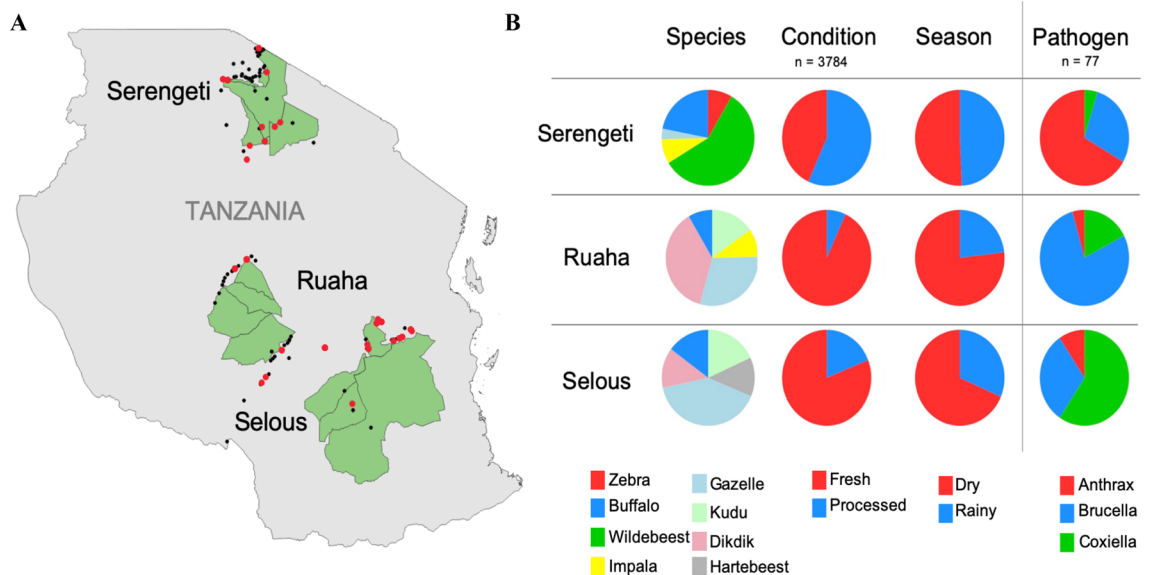 A
Serengeti
TANZANIA
Ruaha
Selous
B
Species Condition Season Pathogen
n = 3784 n = 77
Serengeti
Ruaha
Selous
Zebra Gazelle Fresh Dry Anthrax
Buffalo Kudu Processed Rainy Brucella
Wildebeest Dikdik Coxiella
Impala Hartebeest